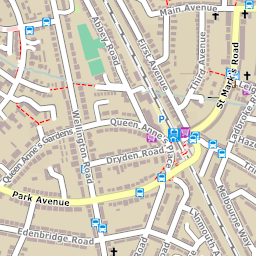 Main Avenue
Abbey Road
First Avenue
Third Avenue
St Mark's Road
Wellington Road
Queen Anne's Gardens
Queen Anne's Place
P
Dryden Road
Park Avenue
Edenbridge Road
Lynmouth
Melbourne Way